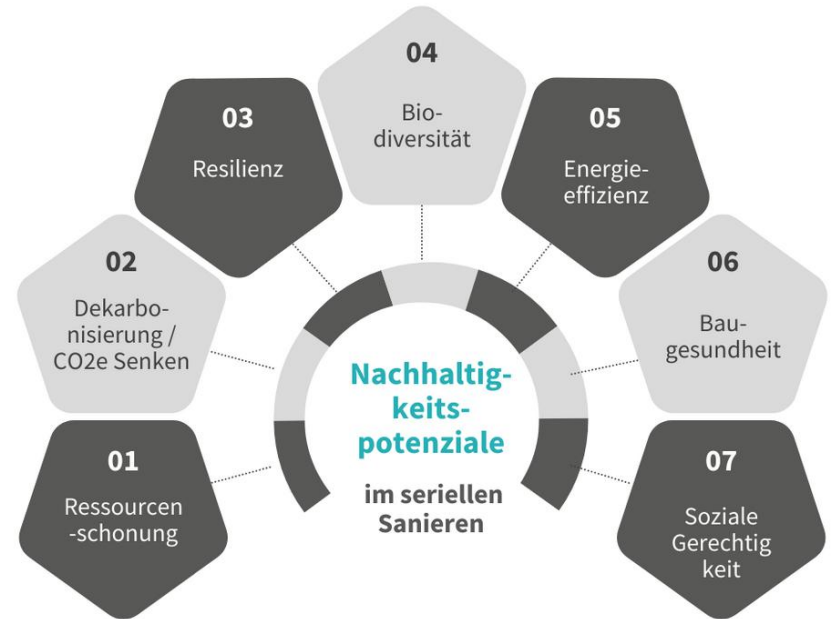 04
Bio-
diversität
03
Resilienz
05
Energie-
effizienz
02
Dekarbo-
nisierung /
CO2e Senken
06
Bau-
gesundheit
Nachhaltig-
keits-
potenziale
im seriellen
Sanieren
01
Ressourcen
-schonung
07
Soziale
Gerechtig
keit